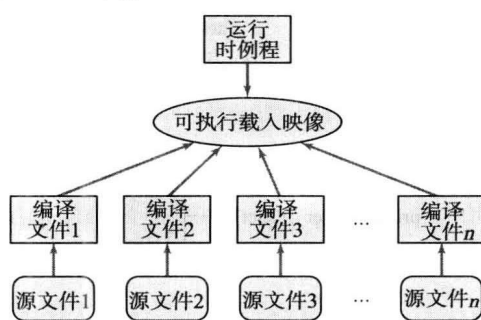 运行
时例程
可执行载入映像
编译
文件1
编译
文件2
编译
文件3
…
编译
文件n
源文件1
源文件2
源文件3
…
源文件n